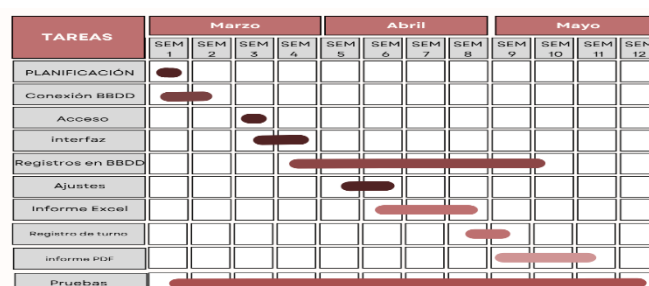 TAREAS
Marzo Abril Mayo
SEM 1 SEM 2 SEM 3 SEM 4 SEM 5 SEM 6 SEM 7 SEM 8 SEM 9 SEM 10 SEM 11 SEM 12
PLANIFICACIÓN
Conexión BBDD
Acceso
interfaz
Registros en BBDD
Ajustes
Informe Excel
Registro de turno
informe PDF
Pruebas